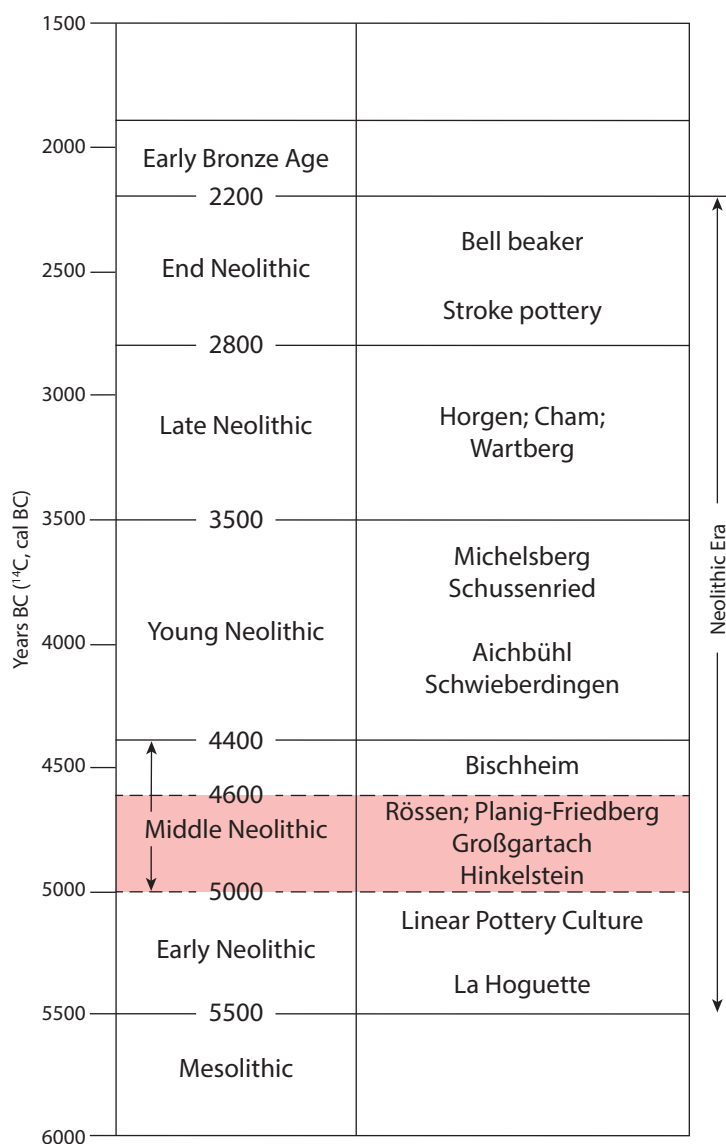 1500
2000
Early Bronze Age
2200
Bell beaker
End Neolithic
2500
Stroke pottery
2800
3000
Late Neolithic
Horgen; Cham;
Wartberg
3500
Michelsberg
Schussenried
Young Neolithic
4000
Aichbühl
Schwieberdingen
4400
4500
Bischheim
4600
Middle Neolithic
Rössen; Planig-Friedberg
Großgartach
Hinkelstein
5000
5000
Linear Pottery Culture
Early Neolithic
La Hoguette
5500
5500
Mesolithic
6000
Years BC (¹⁴C, cal BC)
Neolithic Era